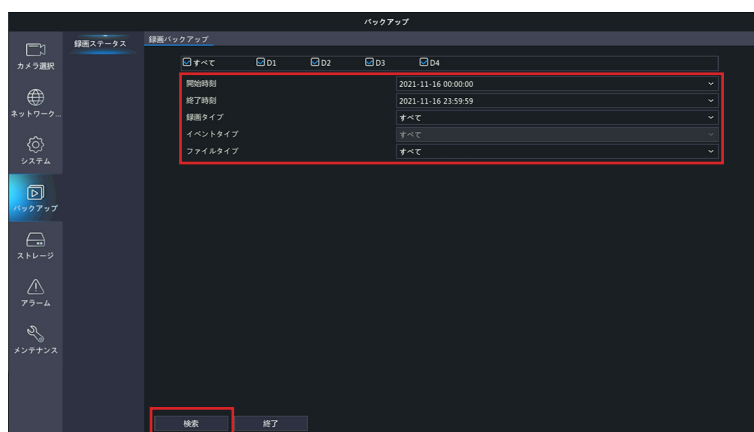 バックアップ
カメラ選択
ネットワーク...
システム
バックアップ
ストレージ
アラーム
メンテナンス
録画ステータス
録画バックアップ
すべて D1 D2 D3 D4
開始時刻 2021-11-16 00:00:00
終了時刻 2021-11-16 23:59:59
録画タイプ すべて
イベントタイプ すべて
ファイルタイプ すべて
検索 終了